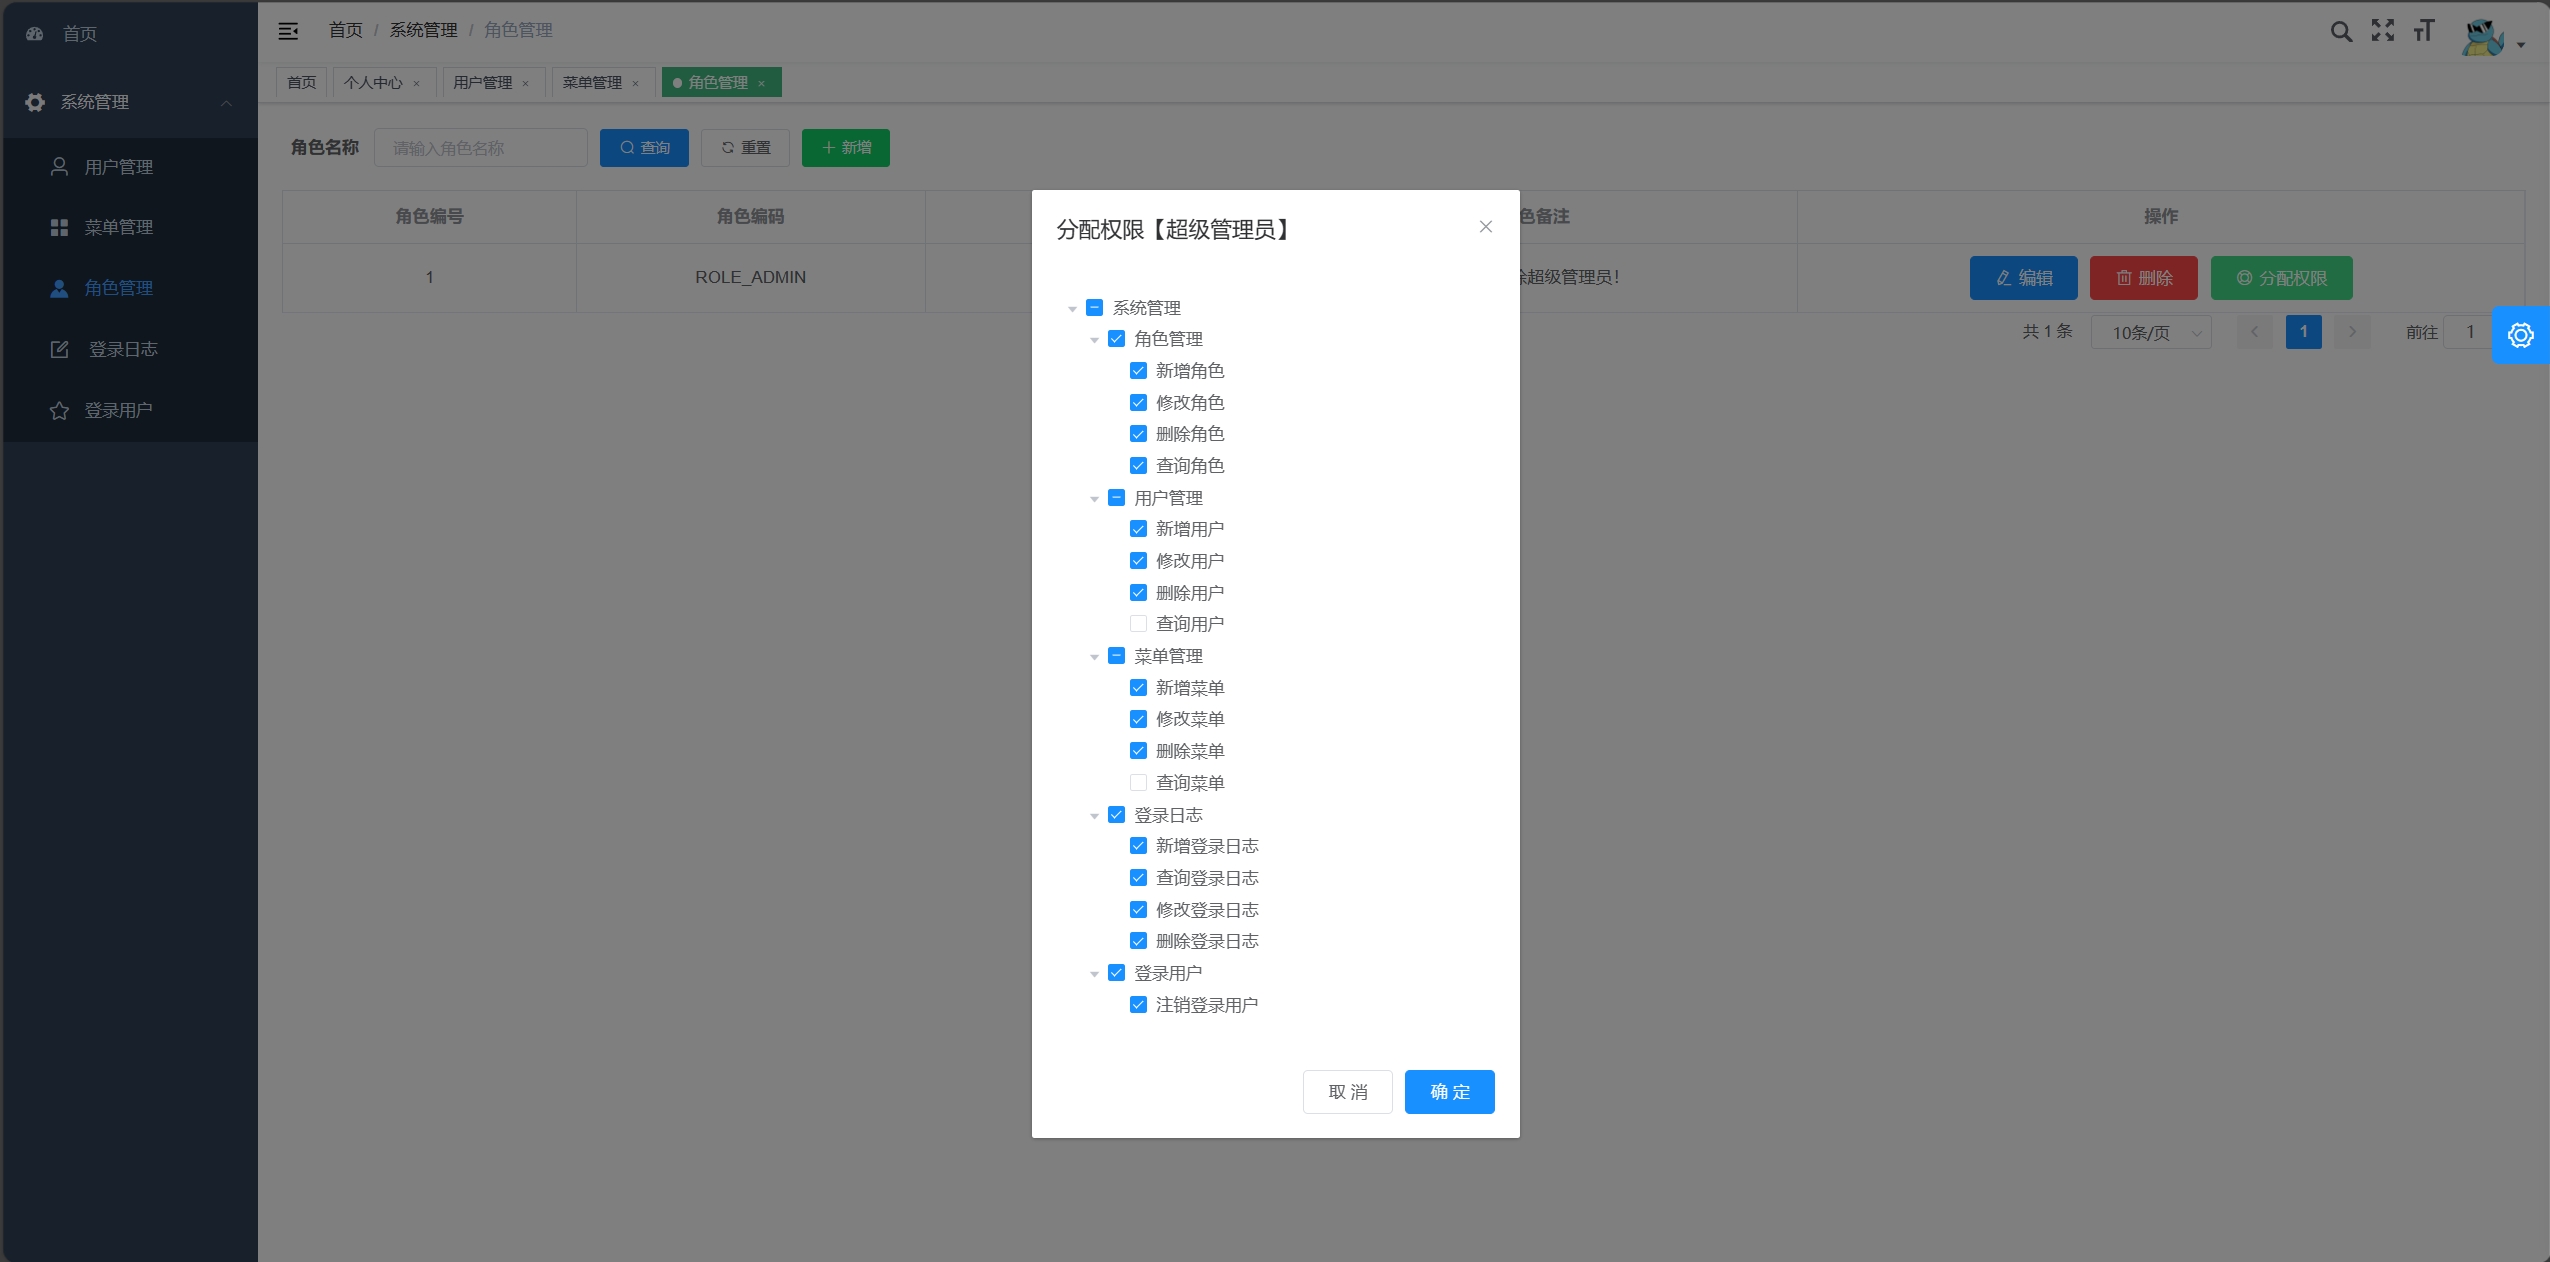 首页
系统管理
用户管理
菜单管理
角色管理
登录日志
登录用户
首页 / 系统管理 / 角色管理
首页 个人中心 × 用户管理 × 菜单管理 × 角色管理 ×
角色名称 请输入角色名称 查询 重置 新增
角色编号 角色编码 色备注 操作
1 ROLE_ADMIN 超级管理员! 编辑 删除 分配权限
共 1 条 10条/页 1 前往 1
分配权限【超级管理员】
系统管理
角色管理
新增角色
修改角色
删除角色
查询角色
用户管理
新增用户
修改用户
删除用户
查询用户
菜单管理
新增菜单
修改菜单
删除菜单
查询菜单
登录日志
新增登录日志
查询登录日志
修改登录日志
删除登录日志
登录用户
注销登录用户
取 消 确 定